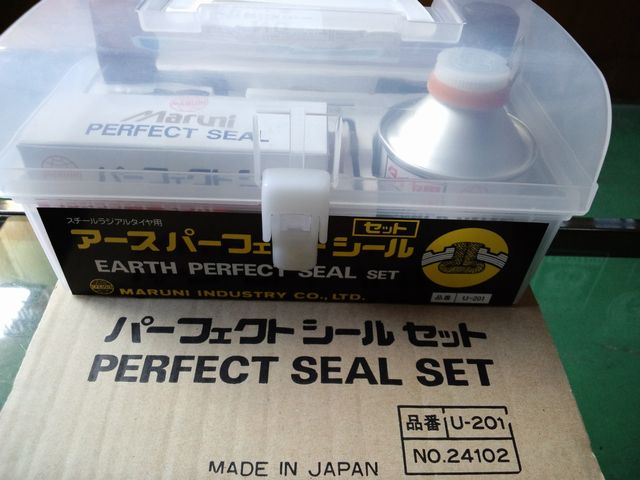 MARUNI
Maruni
PERFECT SEAL
スチールラジアルタイヤ用
アースパーフェクトシール セット
EARTH PERFECT SEAL SET
MARUNI INDUSTRY CO., LTD.
品番 U-201
パーフェクトシールセット
PERFECT SEAL SET
品番 U-201
NO.24102
MADE IN JAPAN